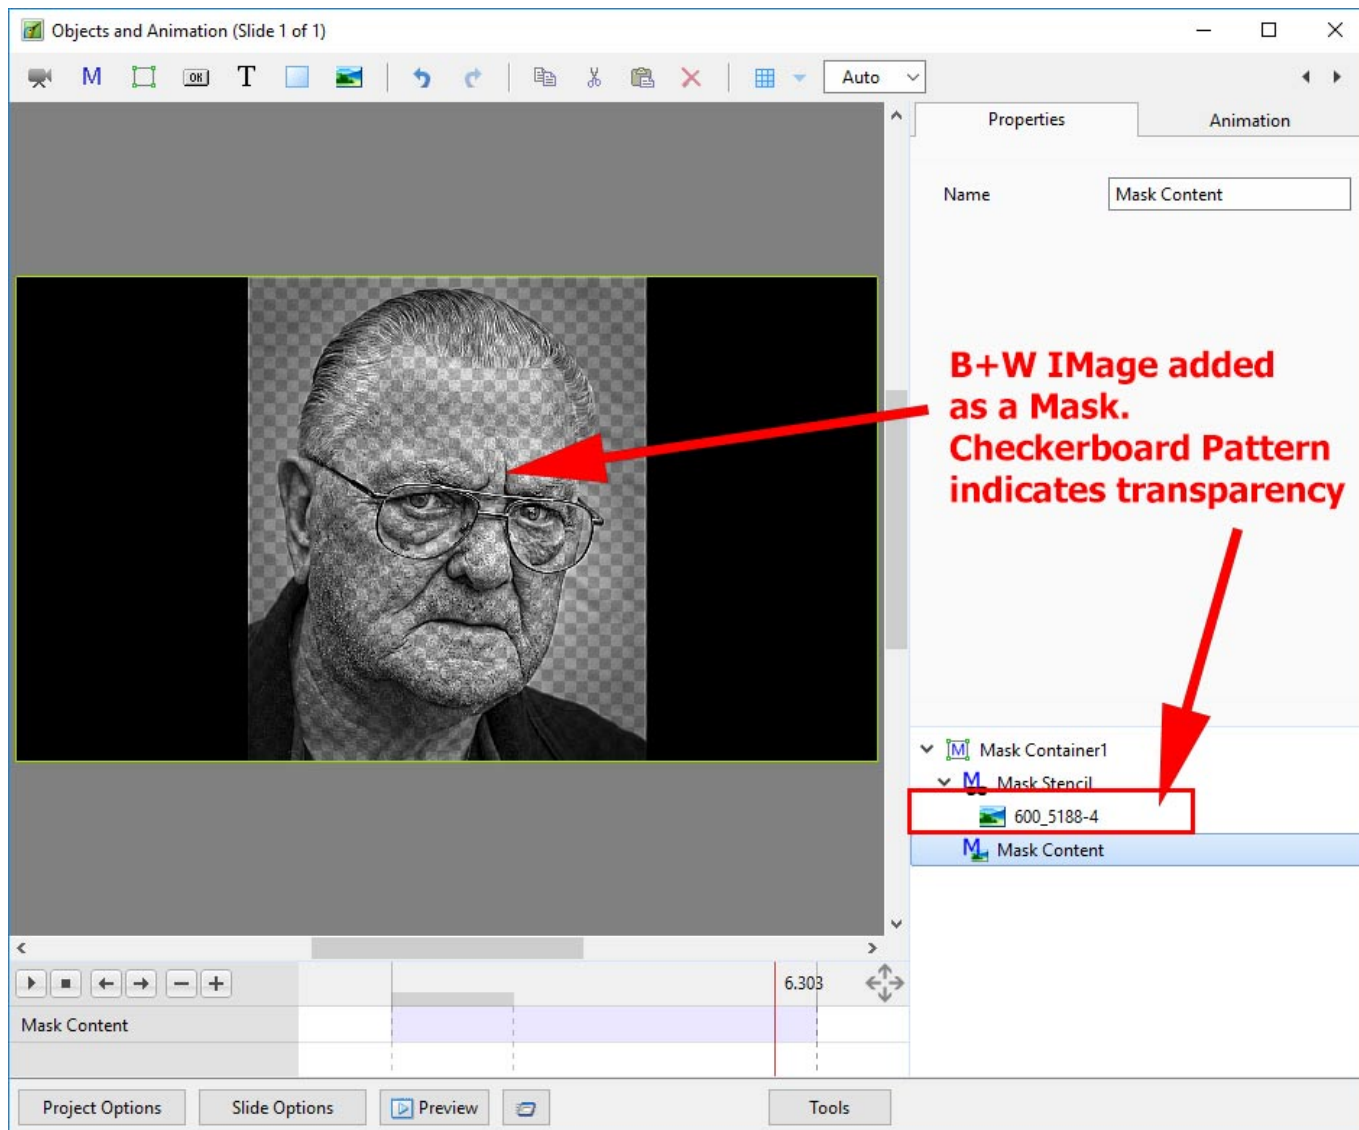 Objects and Animation (Slide 1 of 1)
M
OK
T
Auto
Properties
Animation
Name
Mask Content
B+W IMage added
as a Mask.
Checkerboard Pattern
indicates transparency
Mask Container1
Mask Stencil
600_5188-4
Mask Content
6.303
Mask Content
Project Options
Slide Options
Preview
Tools